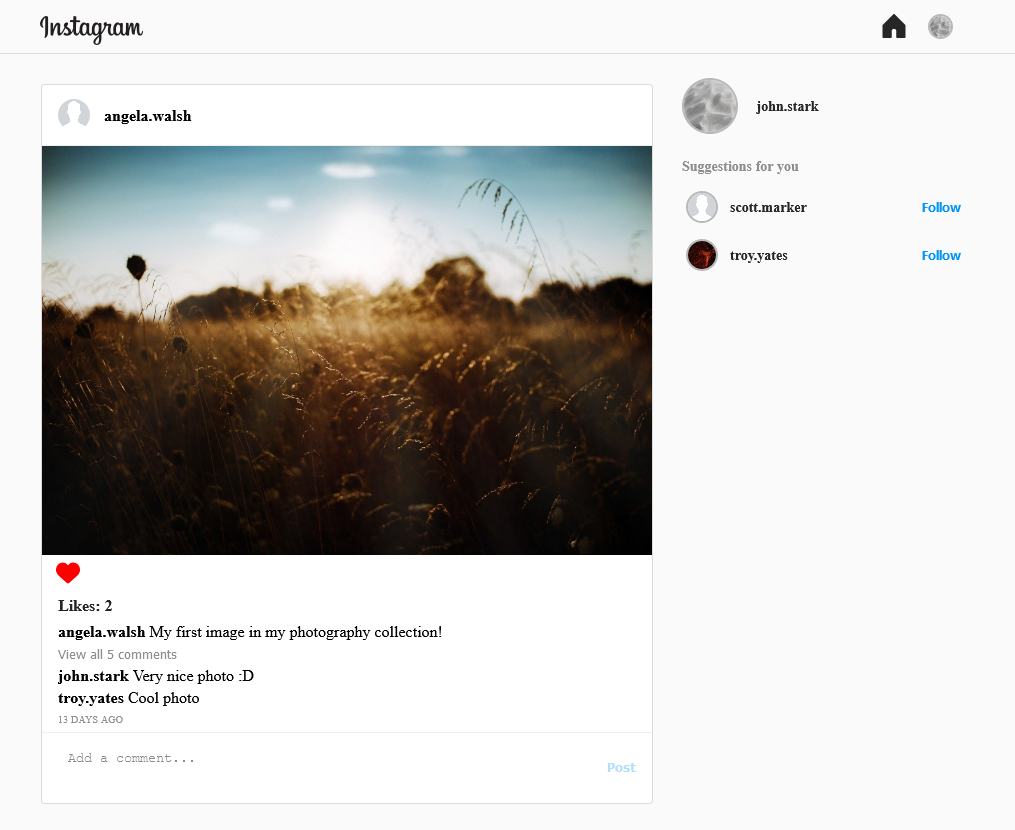 Instagram
angela.walsh
Likes: 2
angela.walsh My first image in my photography collection!
View all 5 comments
john.stark Very nice photo :D
troy.yates Cool photo
13 DAYS AGO
Add a comment...
Post
john.stark
Suggestions for you
scott.marker Follow
troy.yates Follow